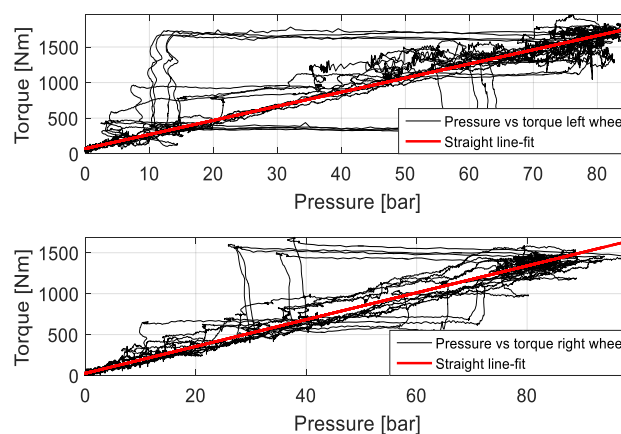 1500
1000
500
0
Torque [Nm]
0 10 20 30 40 50 60 70 80
Pressure [bar]
Pressure vs torque left whee
Straight line-fit
1500
1000
500
0
Torque [Nm]
0 20 40 60 80
Pressure [bar]
Pressure vs torque right whee
Straight line-fit